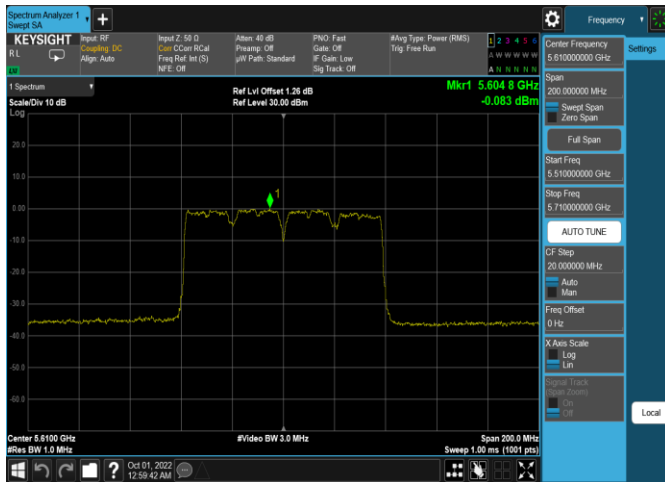 Spectrum Analyzer 1
Swept SA
Frequency
KEYSIGHT
RL
LW
Input: RF
Coupling: DC
Align: Auto
Input Z: 50 Ω
Corr CCorr RCal
Freq Ref: Int (S)
NFE: Off
Atten: 40 dB
Preamp: Off
µW Path: Standard
PNO: Fast
Gate: Off
IF Gain: Low
Sig Track: Off
#Avg Type: Power (RMS)
Trig: Free Run
1 2 3 4 5 6
A W W W W W
A N N N N N
1 Spectrum
Scale/Div 10 dB
Log
Ref Lvl Offset 1.26 dB
Ref Level 30.00 dBm
Mkr1 5.604 8 GHz
-0.083 dBm
20.0
10.0
0.00
-10.0
-20.0
-30.0
-40.0
-50.0
-60.0
1
Center 5.6100 GHz
#Res BW 1.0 MHz
#Video BW 3.0 MHz
Span 200.0 MHz
Sweep 1.00 ms (1001 pts)
Center Frequency
5.610000000 GHz
Settings
Span
200.000000 MHz
Swept Span
Zero Span
Full Span
Start Freq
5.510000000 GHz
Stop Freq
5.710000000 GHz
AUTO TUNE
CF Step
20.000000 MHz
Auto
Man
Freq Offset
0 Hz
X Axis Scale
Log
Lin
Signal Track
(Span Zoom)
On
Off
Local
?
Oct 01, 2022
12:59:42 AM